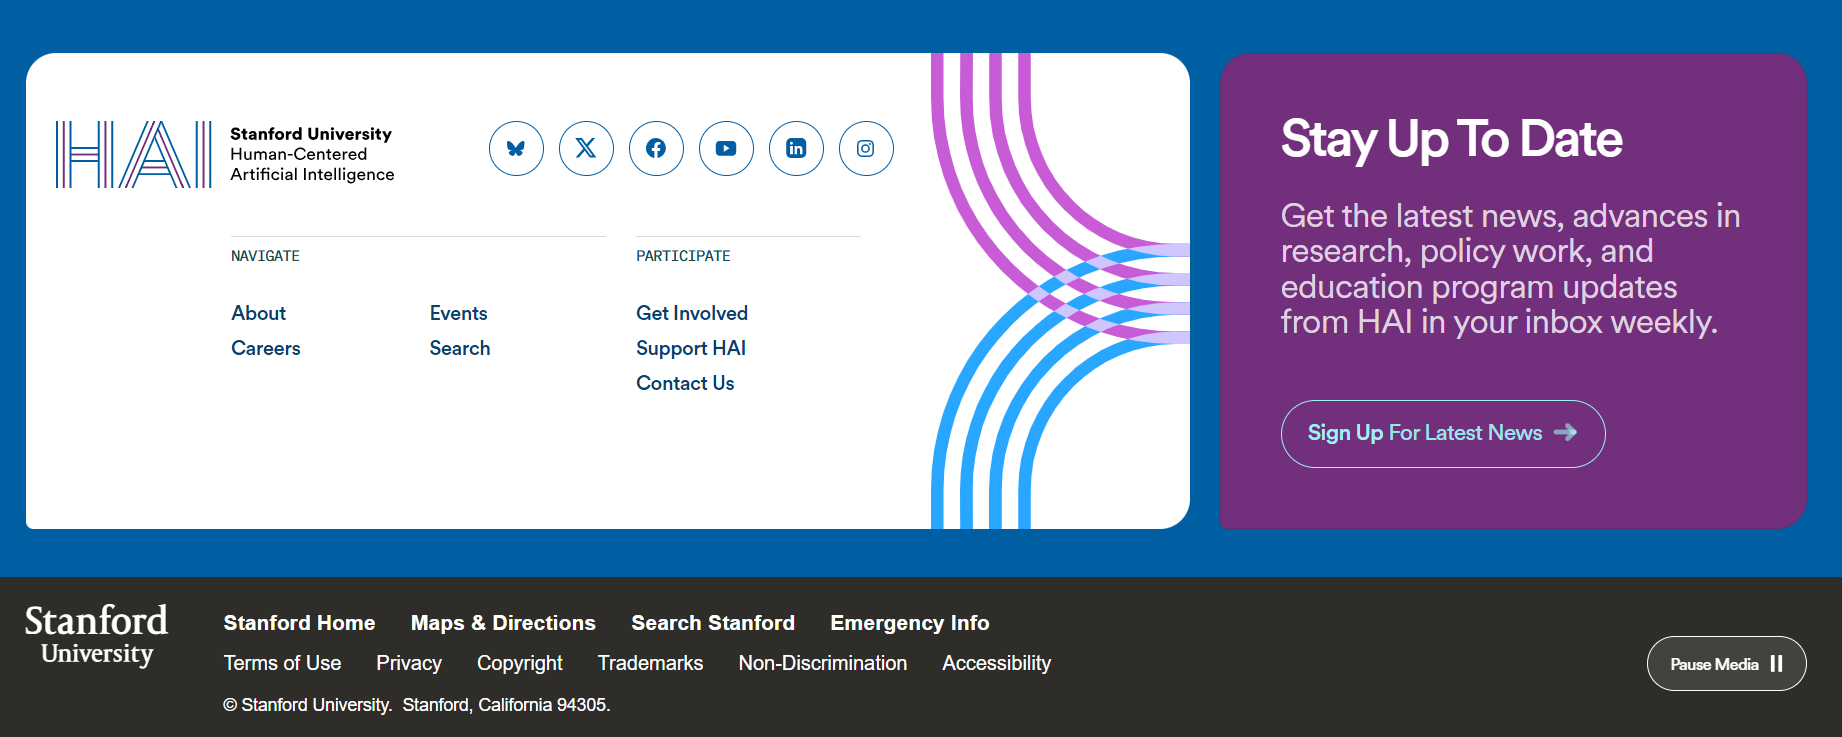 HAI
Stanford University
Human-Centered
Artificial Intelligence
NAVIGATE
About
Careers
Events
Search
PARTICIPATE
Get Involved
Support HAI
Contact Us
Stay Up To Date
Get the latest news, advances in
research, policy work, and
education program updates
from HAI in your inbox weekly.
Sign Up For Latest News
Stanford
University
Stanford Home Maps & Directions Search Stanford Emergency Info
Terms of Use Privacy Copyright Trademarks Non-Discrimination Accessibility
© Stanford University. Stanford, California 94305.
Pause Media